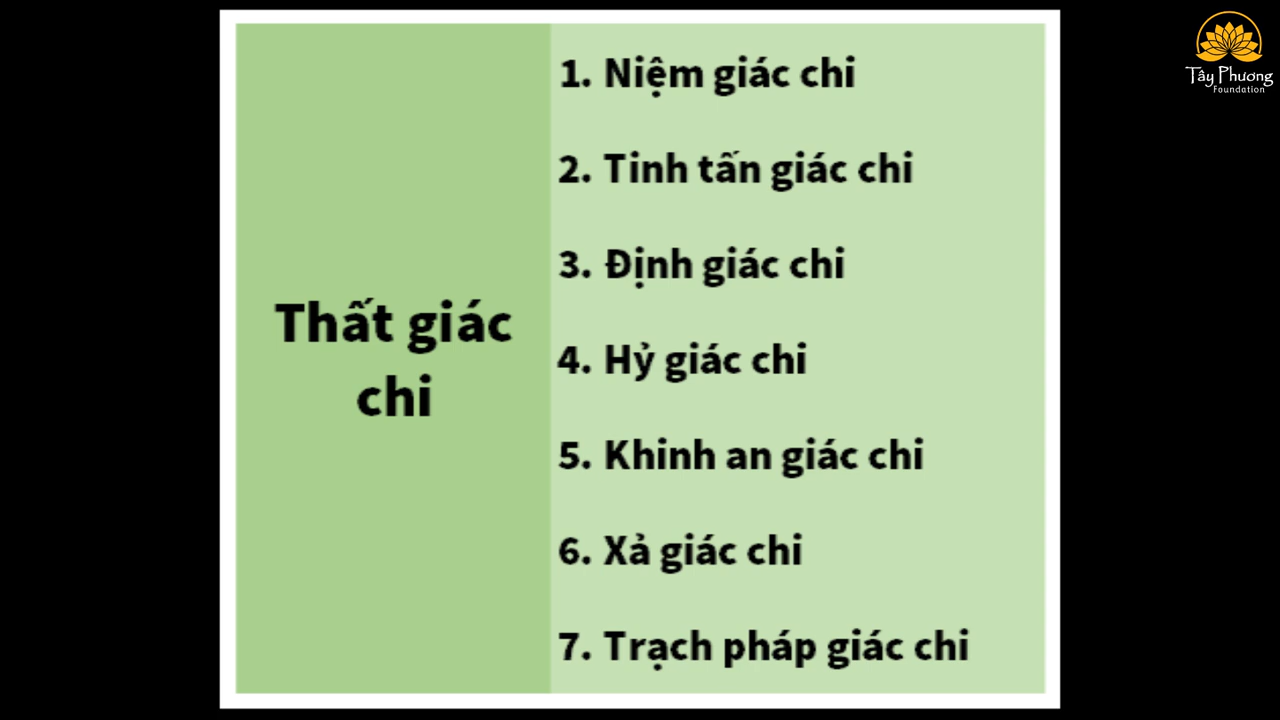 Thất giác
chi
1. Niệm giác chi
2. Tinh tấn giác chi
3. Định giác chi
4. Hỷ giác chi
5. Khinh an giác chi
6. Xả giác chi
7. Trạch pháp giác chi
Tây Phương
Foundation